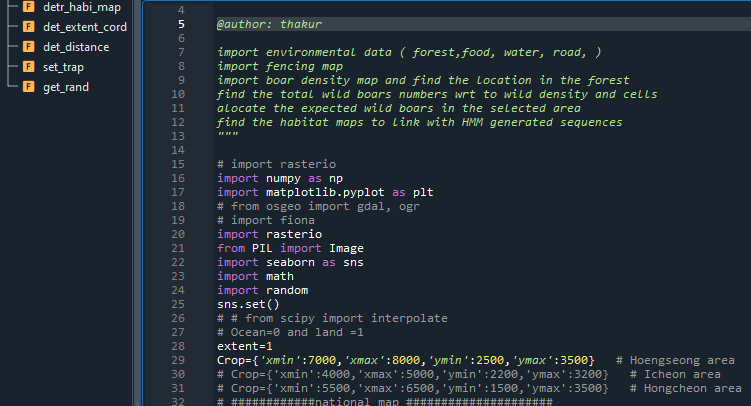 detr_habi_map
det_extent_cord
det_distance
set_trap
get_rand
4
5 @author: thakur
6
7 import environmental data ( forest,food, water, road, )
8 import fencing map
9 import boar density map and find the location in the forest
10 find the total wild boars numbers wrt to wild density and cells
11 alocate the expected wild boars in the selected area
12 find the habitat maps to link with HMM generated sequences
13 """
14
15 # import rasterio
16 import numpy as np
17 import matplotlib.pyplot as plt
18 # from osgeo import gdal, ogr
19 # import fiona
20 import rasterio
21 from PIL import Image
22 import seaborn as sns
23 import math
24 import random
25 sns.set()
26 # # from scipy import interpolate
27 # Ocean=0 and land =1
28 extent=1
29 Crop={'xmin':7000,'xmax':8000,'ymin':2500,'ymax':3500} # Hoengseong area
30 # Crop={'xmin':4000,'xmax':5000,'ymin':2200,'ymax':3200} # Icheon area
31 # Crop={'xmin':5500,'xmax':6500,'ymin':1500,'ymax':3500} # Hongcheon area
32 # ############national map #####################